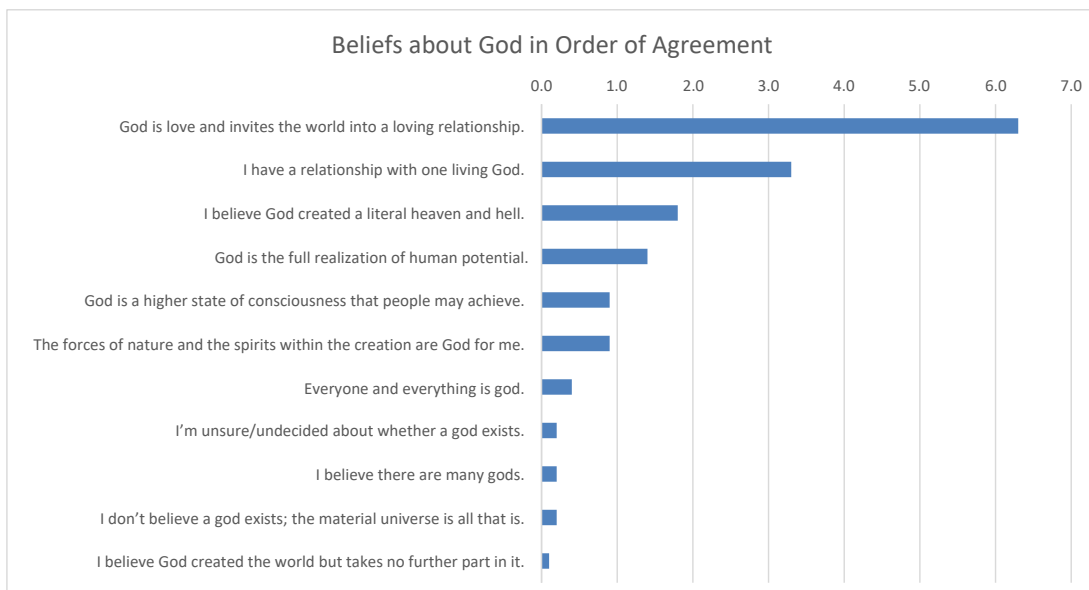 Beliefs about God in Order of Agreement
0.0 1.0 2.0 3.0 4.0 5.0 6.0 7.0
God is love and invites the world into a loving relationship.
I have a relationship with one living God.
I believe God created a literal heaven and hell.
God is the full realization of human potential.
God is a higher state of consciousness that people may achieve.
The forces of nature and the spirits within the creation are God for me.
Everyone and everything is god.
I’m unsure/undecided about whether a god exists.
I believe there are many gods.
I don’t believe a god exists; the material universe is all that is.
I believe God created the world but takes no further part in it.